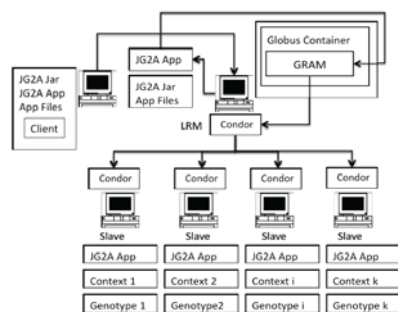 Globus Container
GRAM
JG2A App
JG2A Jar
App Files
JG2A Jar
JG2A App
App Files
Client
LRM
Condor
Condor
Condor
Condor
Condor
Slave
Slave
Slave
Slave
JG2A App
JG2A App
JG2A App
JG2A App
Context 1
Context 2
Context i
Context k
Genotype 1
Genotype2
Genotype i
Genotype k